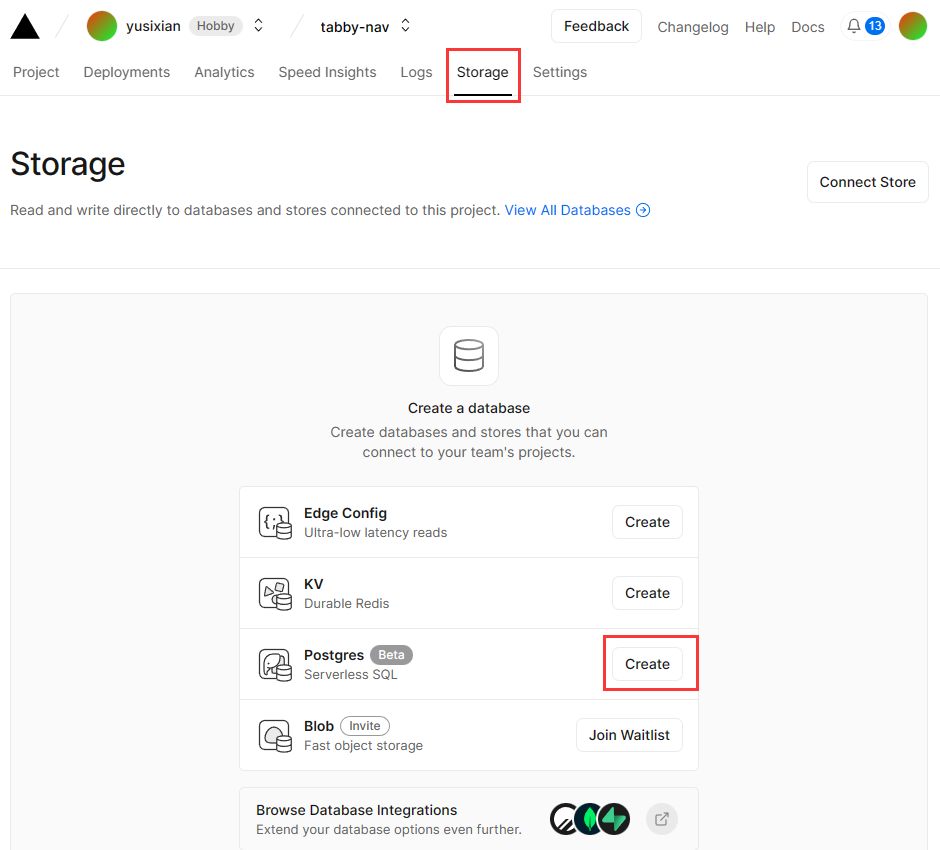 yusixian Hobby tabby-nav Feedback Changelog Help Docs 13
Project Deployments Analytics Speed Insights Logs Storage Settings
Storage
Connect Store
Read and write directly to databases and stores connected to this project. View All Databases
Create a database
Create databases and stores that you can
connect to your team's projects.
Edge Config
Ultra-low latency reads
Create
KV
Durable Redis
Create
Postgres Beta
Serverless SQL
Create
Blob Invite
Fast object storage
Join Waitlist
Browse Database Integrations
Extend your database options even further.